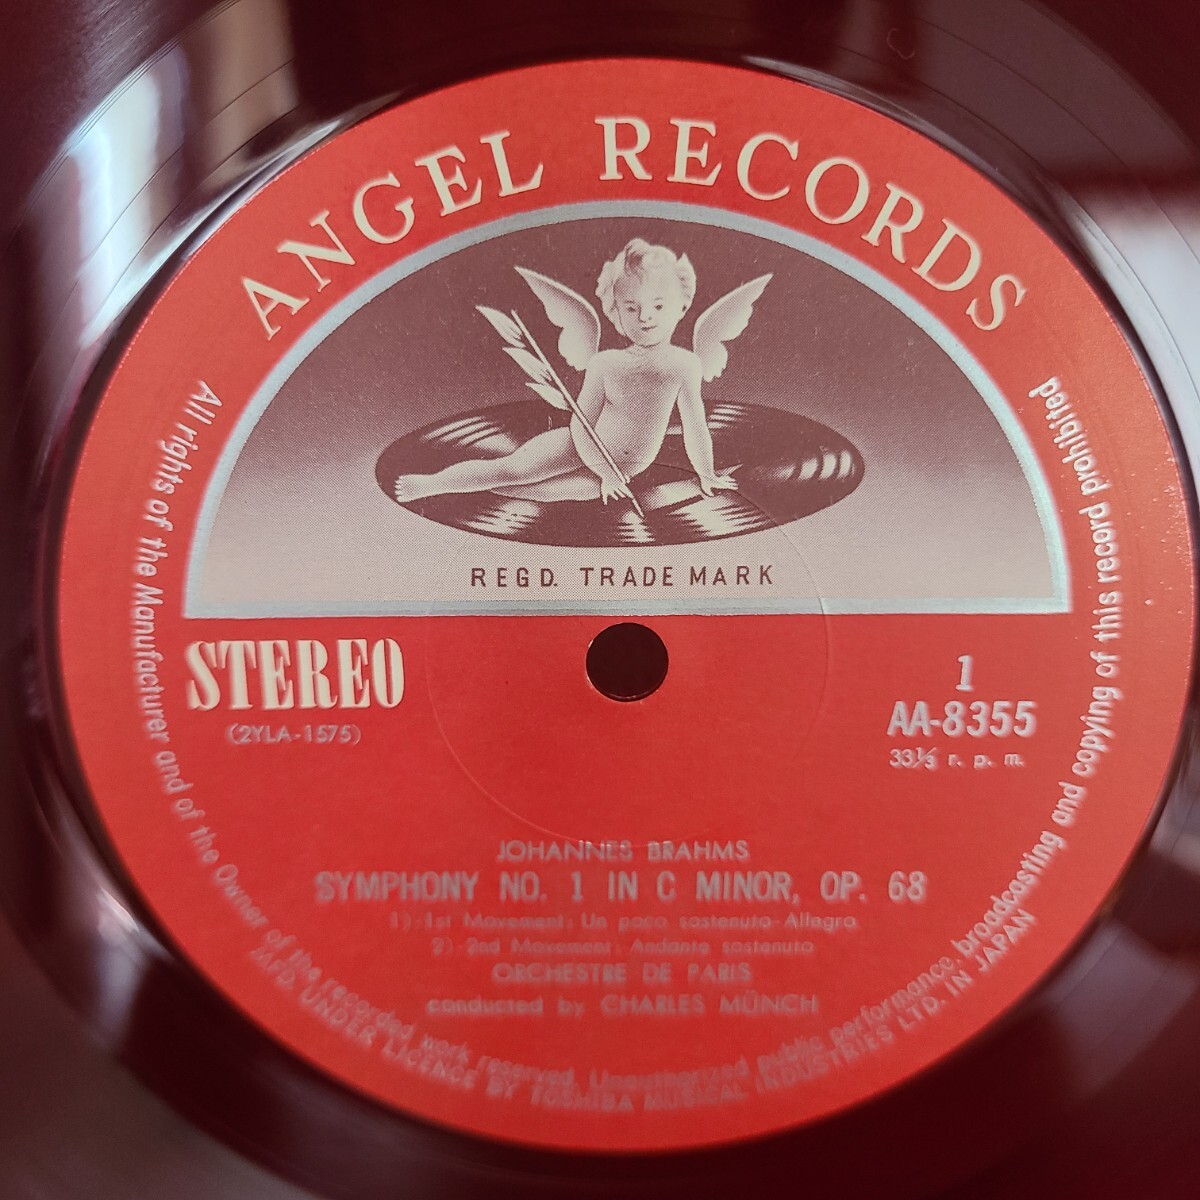 ANGEL RECORDS
REGD. TRADE MARK
STEREO
(2YLA-1575)
1
AA-8355
33⅓ r. p. m.
JOHANNES BRAHMS
SYMPHONY NO. 1 IN C MINOR, OP. 68
1)-1st Movement: Un poco sostenuto-Allegro
2)-2nd Movement: Andante sostenuto
ORCHESTRE DE PARIS
conducted by CHARLES MÜNCH
All rights of the Manufacturer and of the Owner of the recorded work reserved. Unauthorized public performance, broadcasting and copying of this record prohibited
MFD. UNDER LICENCE BY TOSHIBA MUSICAL INDUSTRIES LTD. IN JAPAN